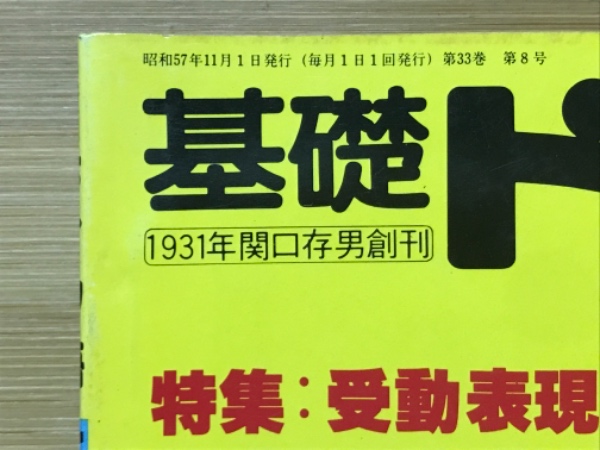 昭和57年11月1日発行 (毎月1日1回発行) 第33巻 第8号
基礎ド
1931年関口存男創刊
特集:受動表現